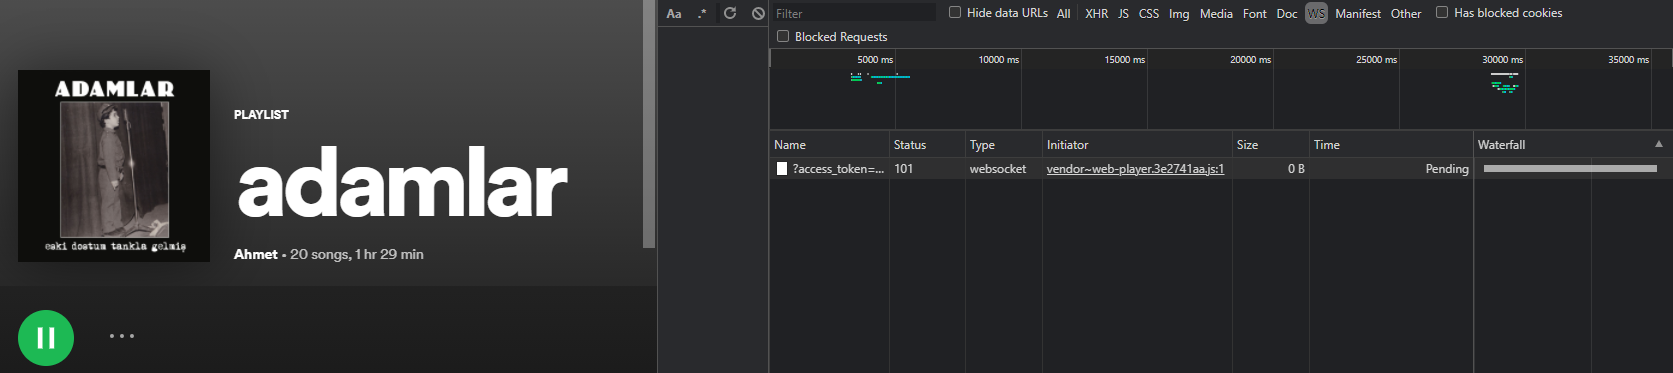 ADAMLAR
eski dostum tankla gelmiş
PLAYLIST
adamlar
Ahmet • 20 songs, 1 hr 29 min
Aa .*
Filter Hide data URLs All XHR JS CSS Img Media Font Doc WS Manifest Other Has blocked cookies
Blocked Requests
5000 ms 10000 ms 15000 ms 20000 ms 25000 ms 30000 ms 35000 ms
Name Status Type Initiator Size Time Waterfall
?access_token=... 101 websocket vendor~web-player.3e2741aa.js:1 0 B Pending